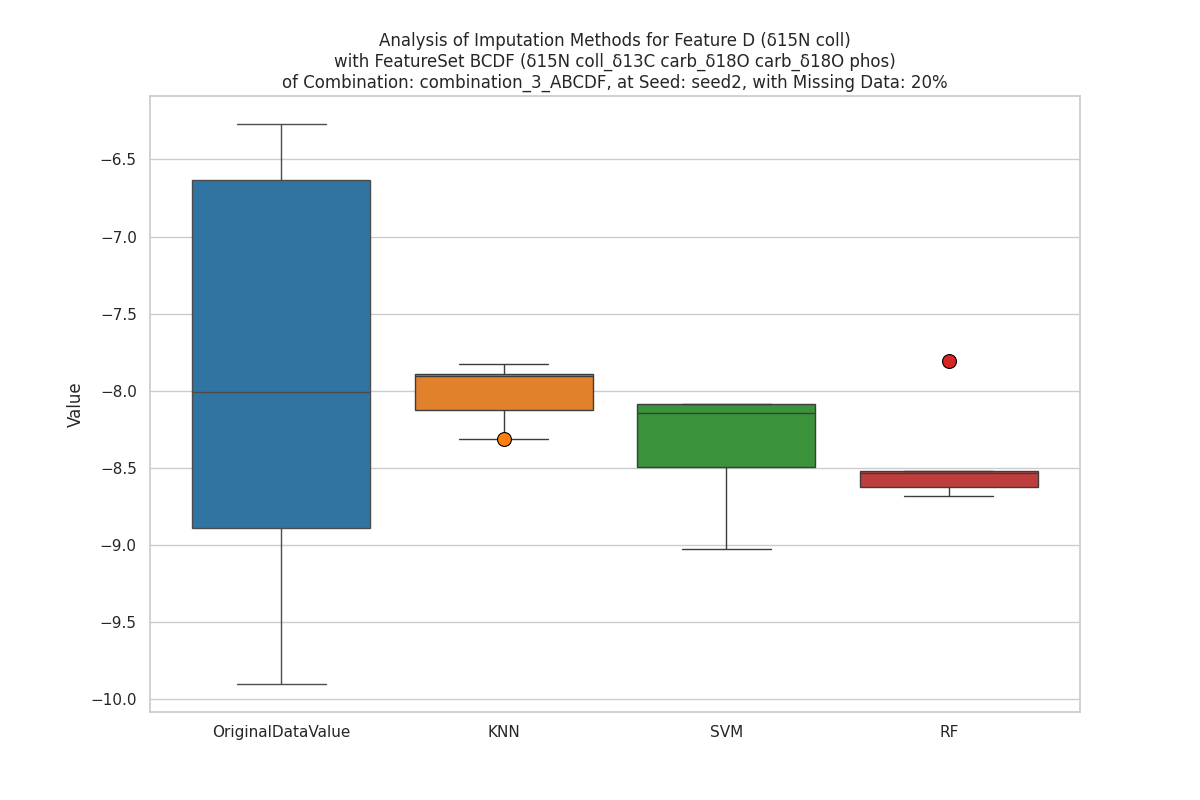 Analysis of Imputation Methods for Feature D (δ15N coll)
with FeatureSet BCDF (δ15N coll_δ13C carb_δ18O carb_δ18O phos)
of Combination: combination_3_ABCDF, at Seed: seed2, with Missing Data: 20%
Value
−6.5
−7.0
−7.5
−8.0
−8.5
−9.0
−9.5
−10.0
OriginalDataValue
KNN
SVM
RF